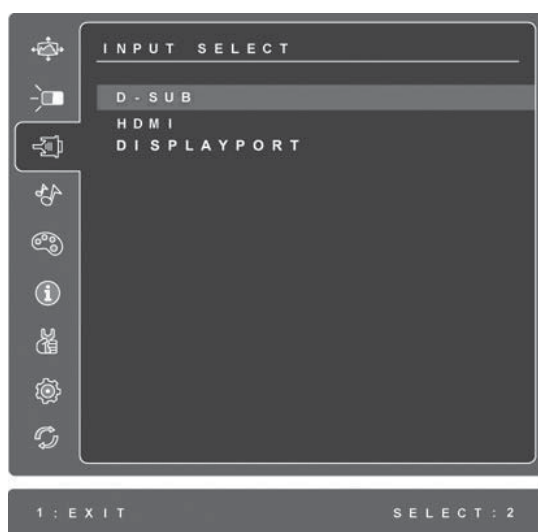 INPUT SELECT
D-SUB
HDMI
DISPLAYPORT
1:EXIT SELECT:2